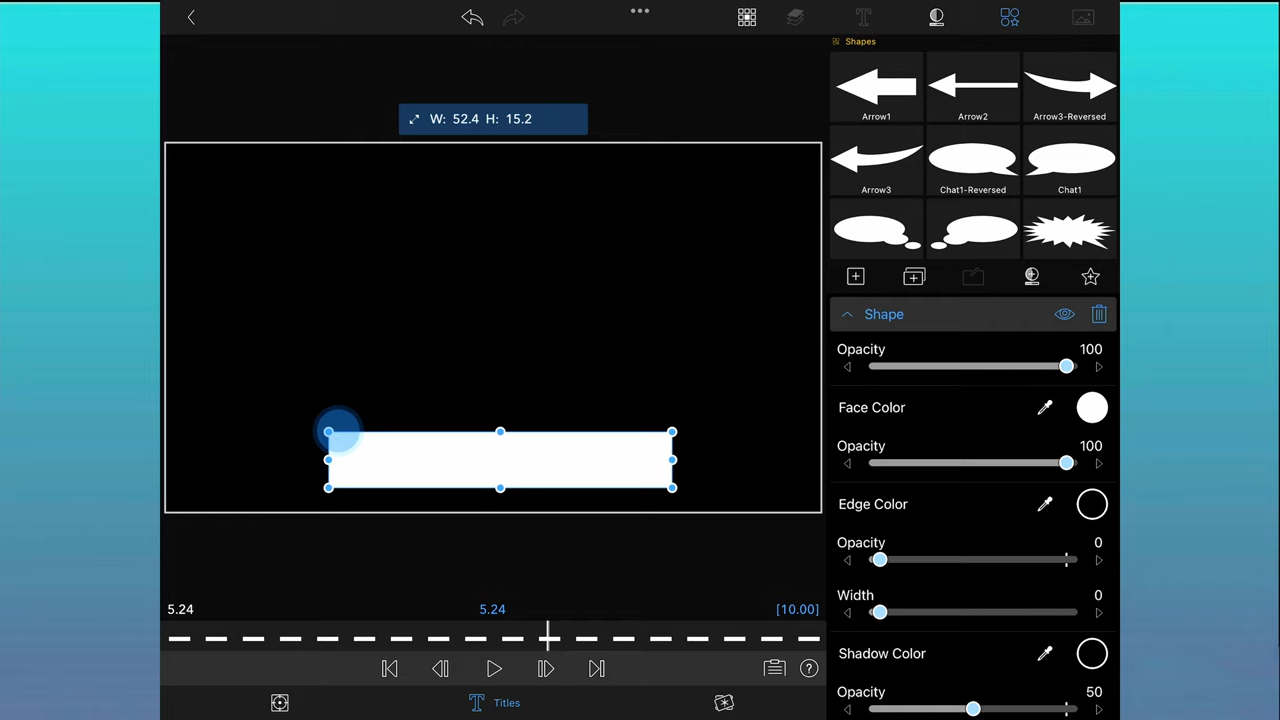 Shapes
W: 52.4 H: 15.2
Arrow1
Arrow2
Arrow3-Reversed
Arrow3
Chat1-Reversed
Chat1
Shape
Opacity 100
Face Color
Opacity 100
Edge Color
Opacity 0
Width 0
Shadow Color
Opacity 50
5.24
5.24
[10.00]
Titles